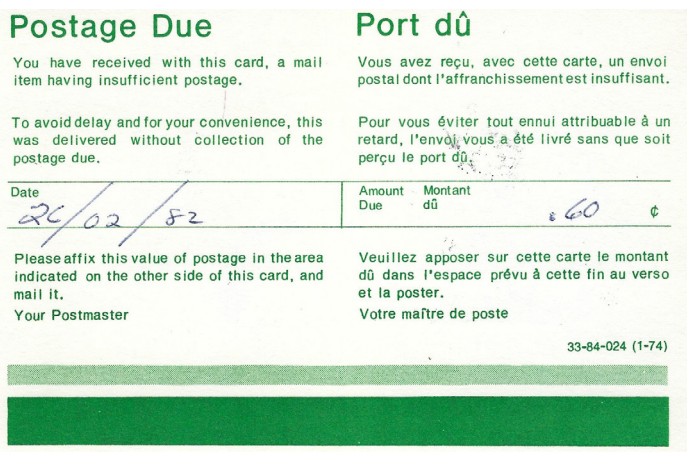 Postage Due
You have received with this card, a mail
item having insufficient postage.
To avoid delay and for your convenience, this
was delivered without collection of the
postage due.
Port dû
Vous avez reçu, avec cette carte, un envoi
postal dont l'affranchissement est insuffisant.
Pour vous éviter tout ennui attribuable à un
retard, l'envoi vous a été livré sans que soit
perçu le port dû.
Date
26/02/82
Amount Montant
Due dû
.60 ¢
Please affix this value of postage in the area
indicated on the other side of this card, and
mail it.
Your Postmaster
Veuillez apposer sur cette carte le montant
dû dans l'espace prévu à cette fin au verso
et la poster.
Votre maître de poste
33-84-024 (1-74)